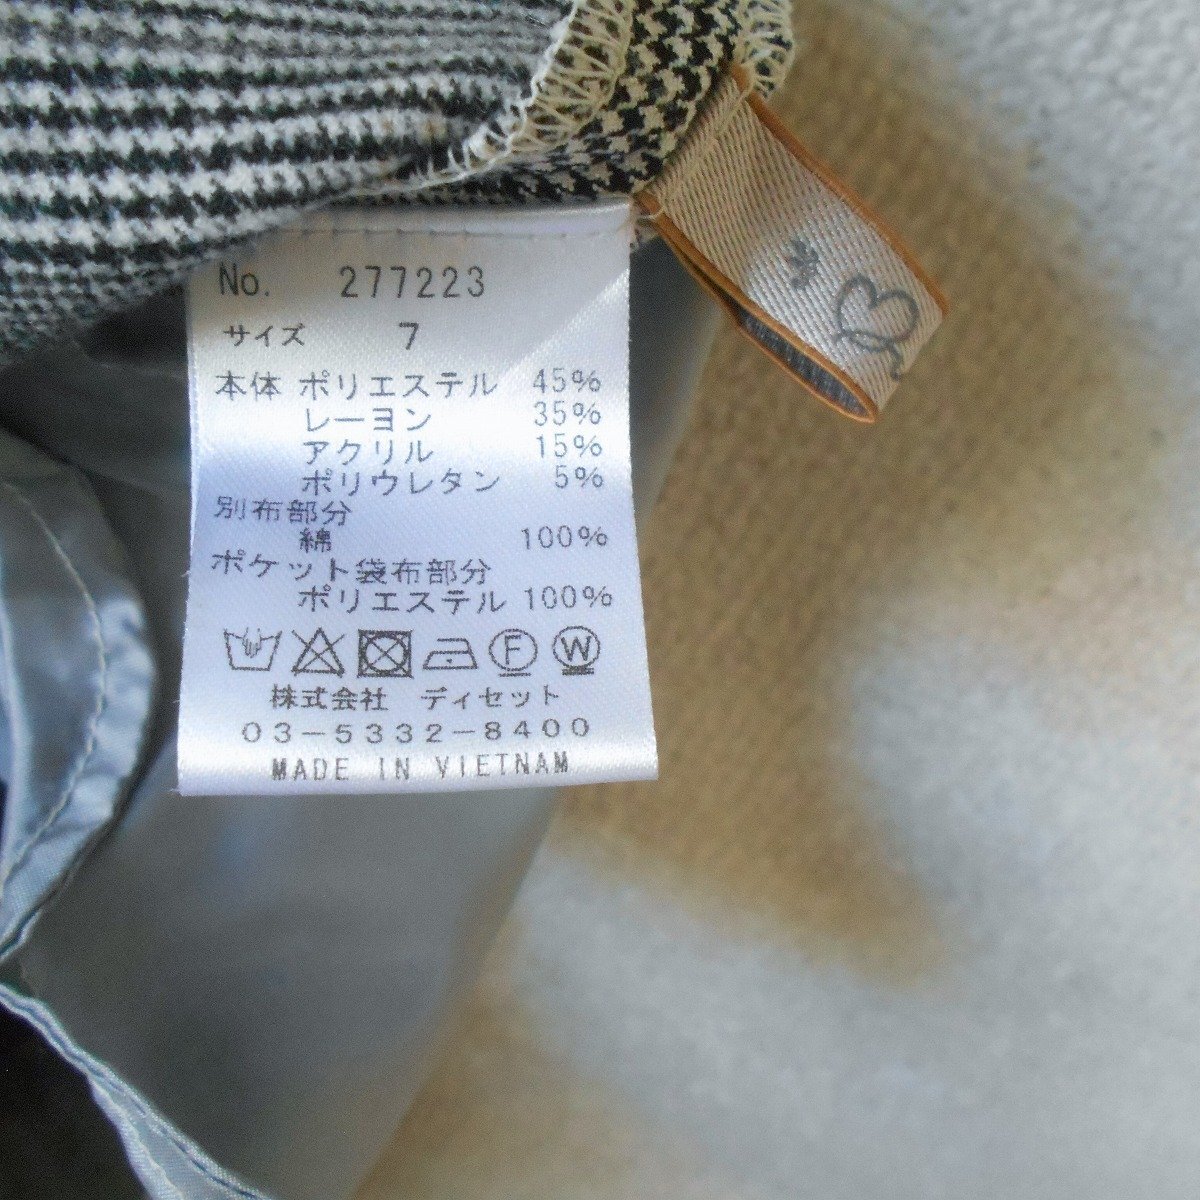 No. 277223
サイズ 7
本体 ポリエステル 45%
レーヨン 35%
アクリル 15%
ポリウレタン 5%
別布部分
綿 100%
ポケット袋布部分
ポリエステル 100%
F W
株式会社 ディセット
03-5332-8400
MADE IN VIETNAM